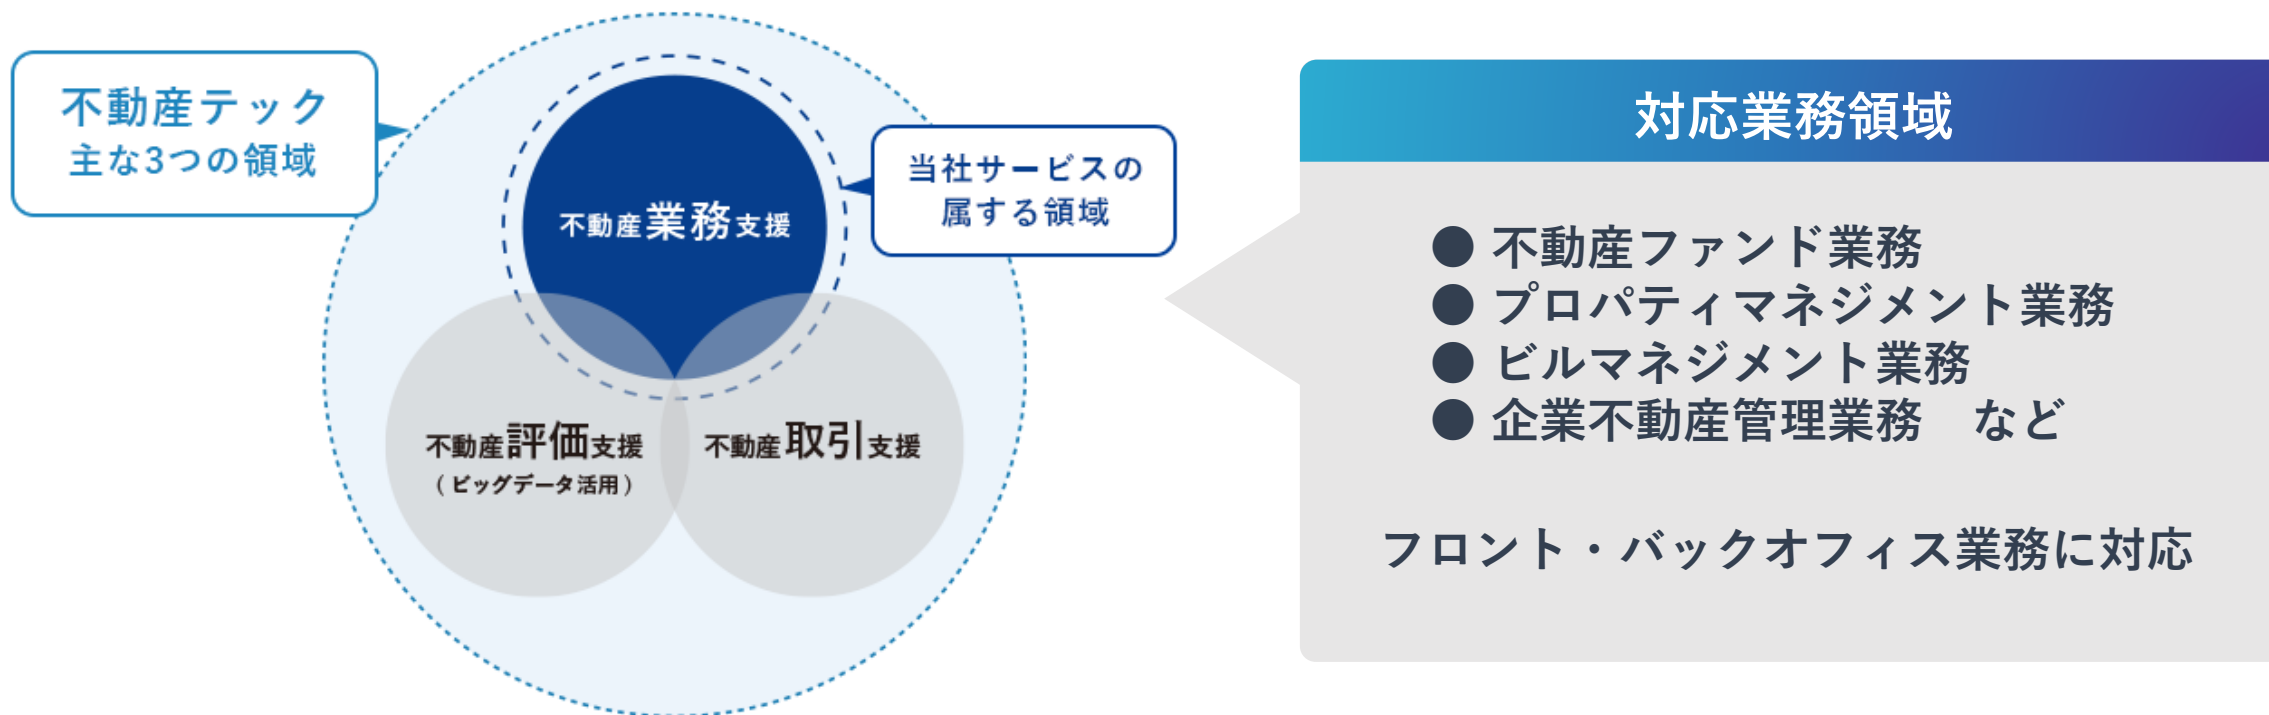 不動産テック
主な3つの領域
不動産業務支援
当社サービスの
属する領域
不動産評価支援
(ビッグデータ活用)
不動産取引支援
対応業務領域
● 不動産ファンド業務
● プロパティマネジメント業務
● ビルマネジメント業務
● 企業不動産管理業務　など
フロント・バックオフィス業務に対応